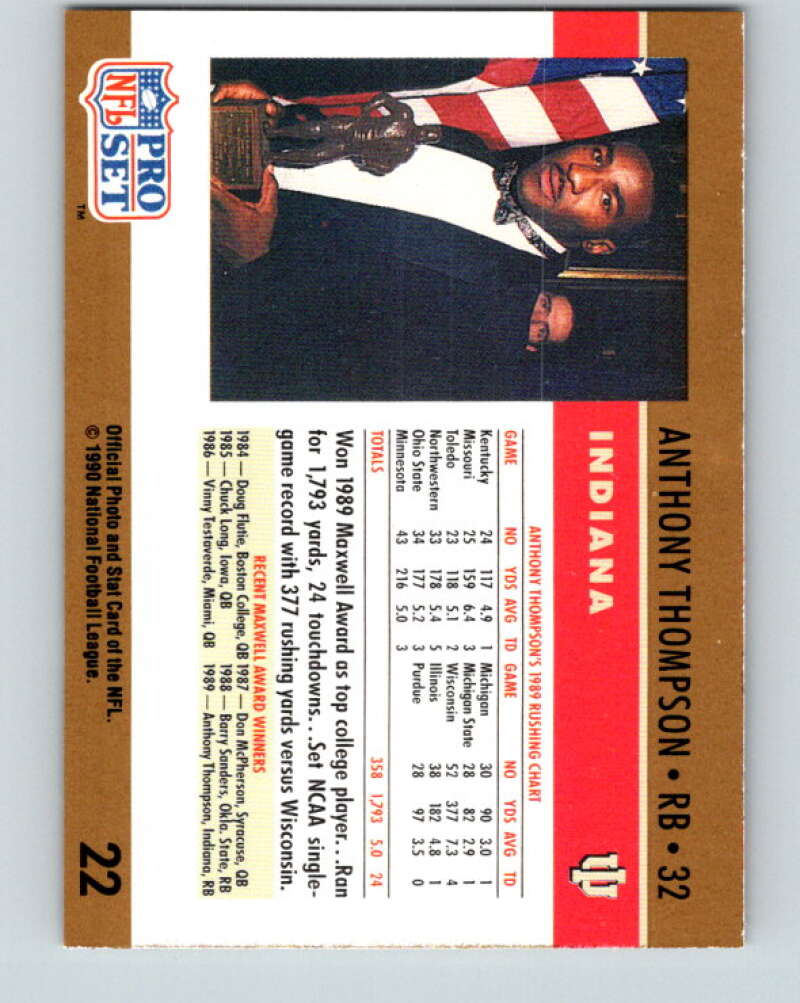 ANTHONY THOMPSON • RB • 32
INDIANA
IU
ANTHONY THOMPSON'S 1989 RUSHING CHART
GAME NO YDS AVG TD GAME NO YDS AVG TD
Kentucky 24 117 4.9 1 Michigan 30 90 3.0 1
Missouri 25 159 6.4 3 Michigan State 28 82 2.9 1
Toledo 23 118 5.1 2 Wisconsin 52 377 7.3 4
Northwestern 33 178 5.4 5 Illinois 38 182 4.8 1
Ohio State 34 177 5.2 3 Purdue 28 97 3.5 0
Minnesota 43 216 5.0 3
TOTALS 358 1,793 5.0 24
Won 1989 Maxwell Award as top college player. . .Ran
for 1,793 yards, 24 touchdowns. . .Set NCAA single-
game record with 377 rushing yards versus Wisconsin.
RECENT MAXWELL AWARD WINNERS
1984 — Doug Flutie, Boston College, QB 1987 — Don McPherson, Syracuse, QB
1985 — Chuck Long, Iowa, QB 1988 — Barry Sanders, Okla. State, RB
1986 — Vinny Testaverde, Miami, QB 1989 — Anthony Thompson, Indiana, RB
PRO
SET
NFL
TM
Official Photo and Stat Card of the NFL.
© 1990 National Football League.
22